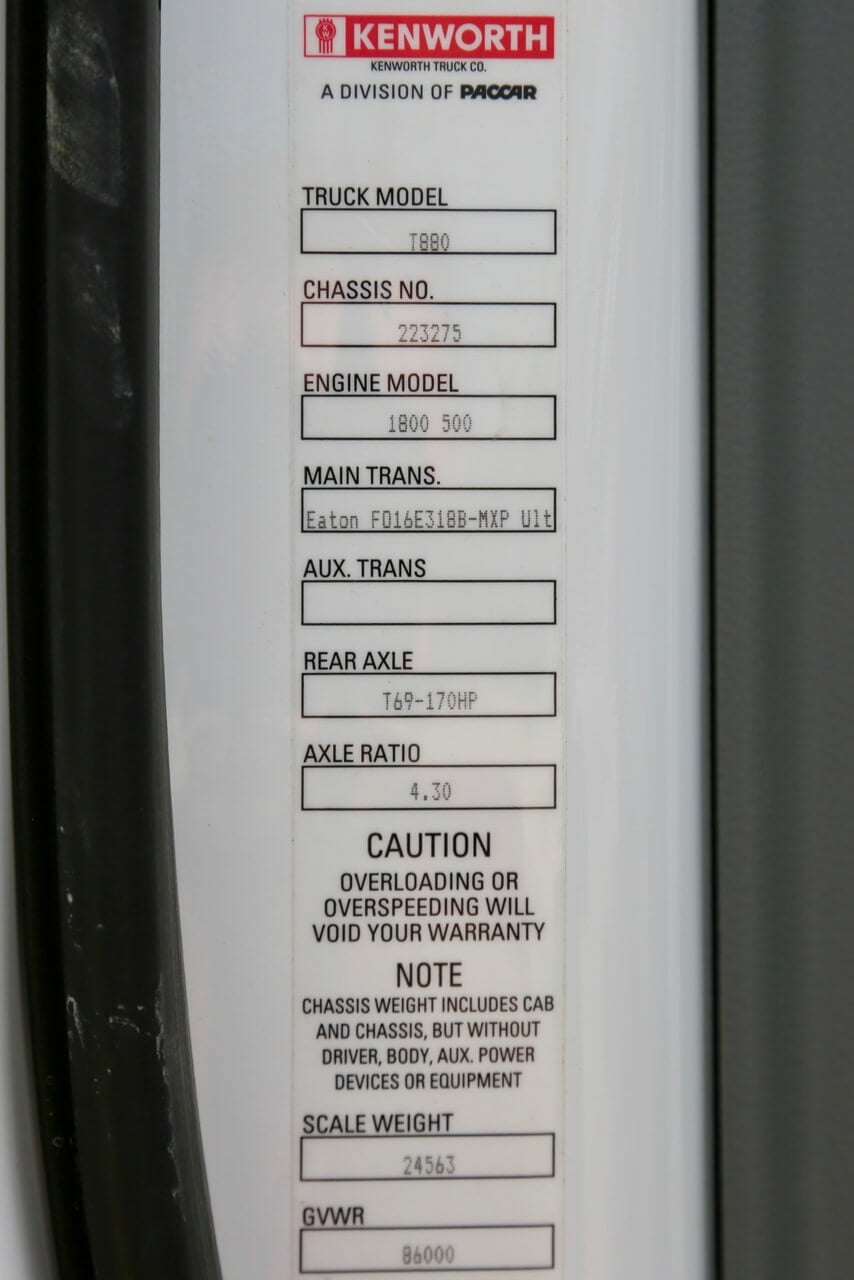 KENWORTH
KENWORTH TRUCK CO.
A DIVISION OF PACCAR
TRUCK MODEL
T880
CHASSIS NO.
223275
ENGINE MODEL
1800 500
MAIN TRANS.
Eaton FO16E318B-MXP Ult
AUX. TRANS
REAR AXLE
T69-170HP
AXLE RATIO
4.30
CAUTION
OVERLOADING OR
OVERSPEEDING WILL
VOID YOUR WARRANTY
NOTE
CHASSIS WEIGHT INCLUDES CAB
AND CHASSIS, BUT WITHOUT
DRIVER, BODY, AUX. POWER
DEVICES OR EQUIPMENT
SCALE WEIGHT
24563
GVWR
86000